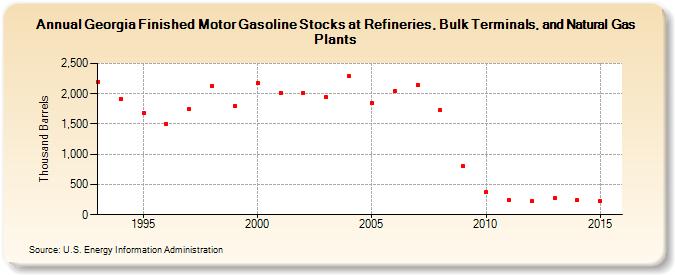 Annual Georgia Finished Motor Gasoline Stocks at Refineries, Bulk Terminals, and Natural Gas
Plants
Thousand Barrels
2,500
2,000
1,500
1,000
500
0
1995 2000 2005 2010 2015
Source: U.S. Energy Information Administration